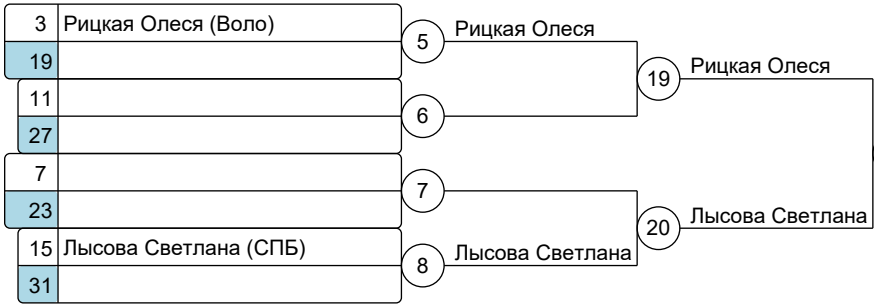 3 Рицкая Олеся (Воло)
5 Рицкая Олеся
19
19 Рицкая Олеся
11
6
27
7
7
23
20 Лысова Светлана
15 Лысова Светлана (СПБ)
8 Лысова Светлана
31